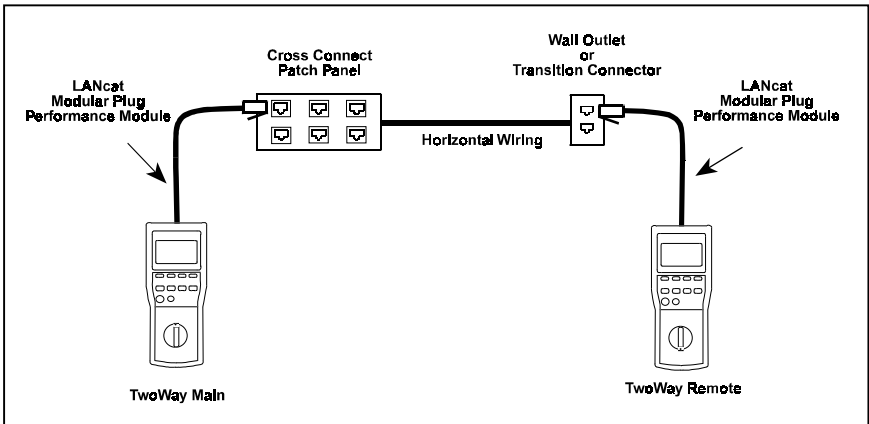 Cross Connect
Patch Panel
Wall Outlet
or
Transition Connector
LANcat
Modular Plug
Performance Module
LANcat
Modular Plug
Performance Module
Horizontal Wiring
TwoWay Main
TwoWay Remote